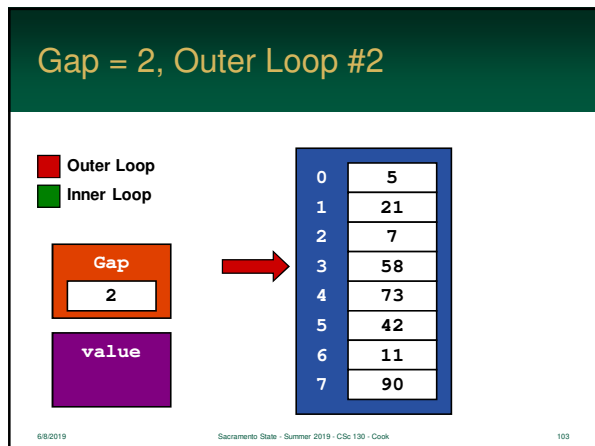 Gap = 2, Outer Loop #2
Outer Loop
Inner Loop
Gap
2
value
0 5
1 21
2 7
3 58
4 73
5 42
6 11
7 90
6/8/2019 Sacramento State - Summer 2019 - CSc 130 - Cook 103